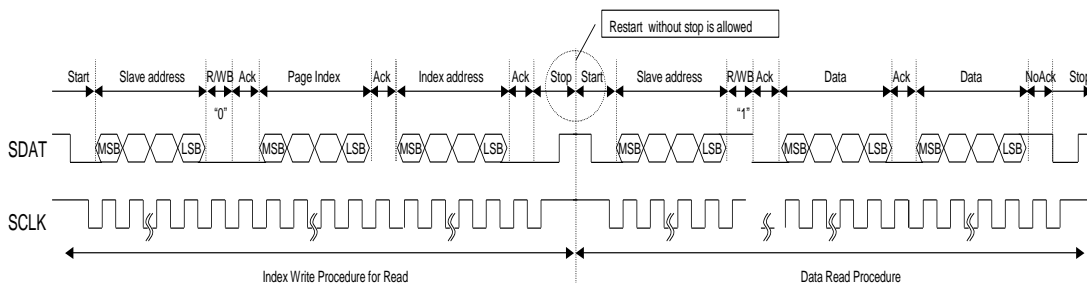 Restart without stop is allowed
Start Slave address R/WB Ack Page Index Ack Index address Ack Stop Start Slave address R/WB Ack Data Ack Data NoAck Stop
“0” “1”
SDAT MSB LSB MSB LSB MSB LSB MSB LSB MSB LSB MSB LSB
SCLK
Index Write Procedure for Read Data Read Procedure